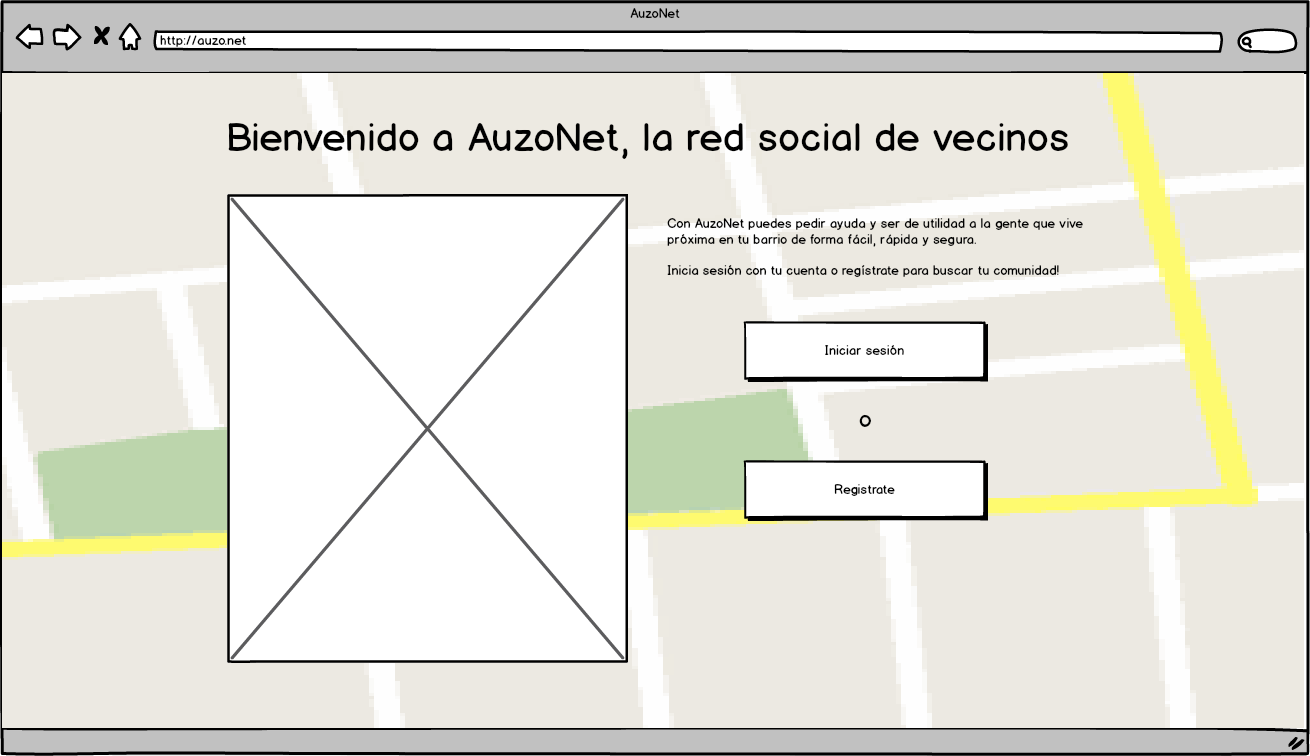 AuzoNet
http://auzo.net
Bienvenido a AuzoNet, la red social de vecinos
Con AuzoNet puedes pedir ayuda y ser de utilidad a la gente que vive
próxima en tu barrio de forma fácil, rápida y segura.
Inicia sesión con tu cuenta o regístrate para buscar tu comunidad!
Iniciar sesión
O
Registrate